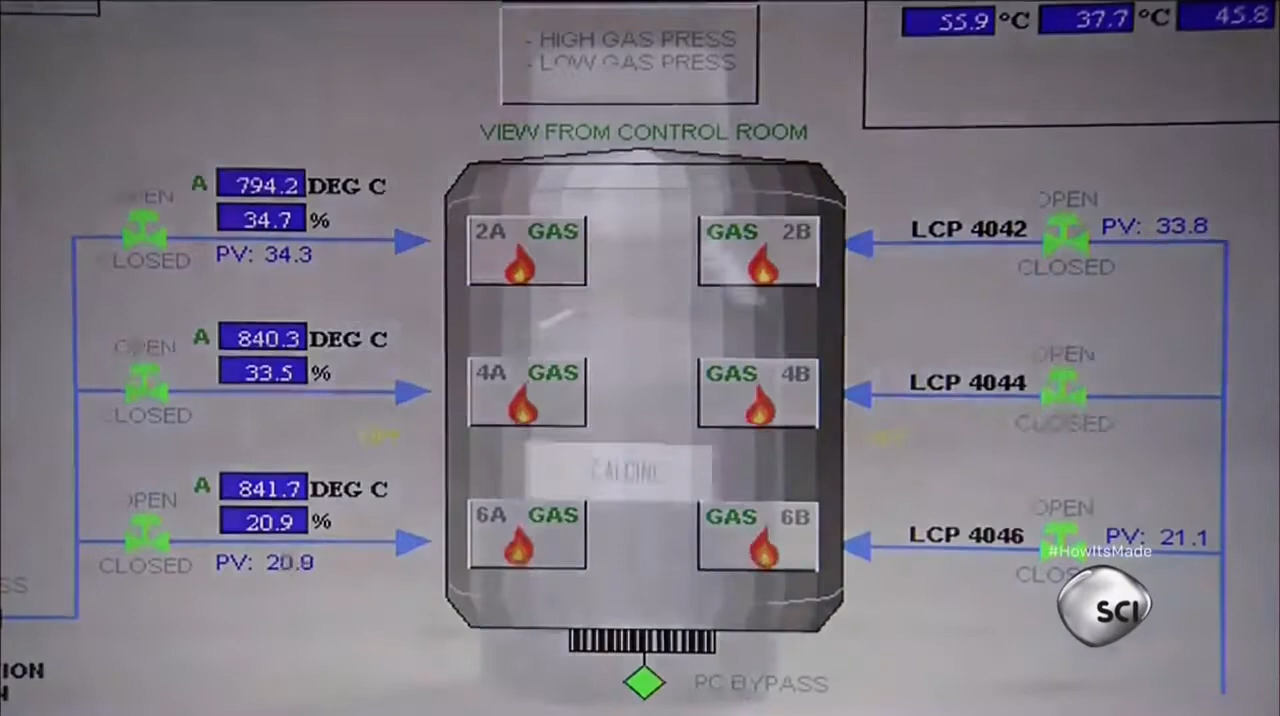 55.9 °C 37.7 °C 45.8
- HIGH GAS PRESS
- LOW GAS PRESS
VIEW FROM CONTROL ROOM
OPEN A 794.2 DEG C
34.7 %
CLOSED PV: 34.3
2A GAS
GAS 2B
OPEN
LCP 4042 PV: 33.8
CLOSED
OPEN A 840.3 DEG C
33.5 %
CLOSED
4A GAS
GAS 4B
OPEN
LCP 4044
CLOSED
OPEN A 841.7 DEG C
20.9 %
CLOSED PV: 20.9
6A GAS
GAS 6B
OPEN
LCP 4046 PV: 21.1
#HowItsMade
SCI
PC BYPASS